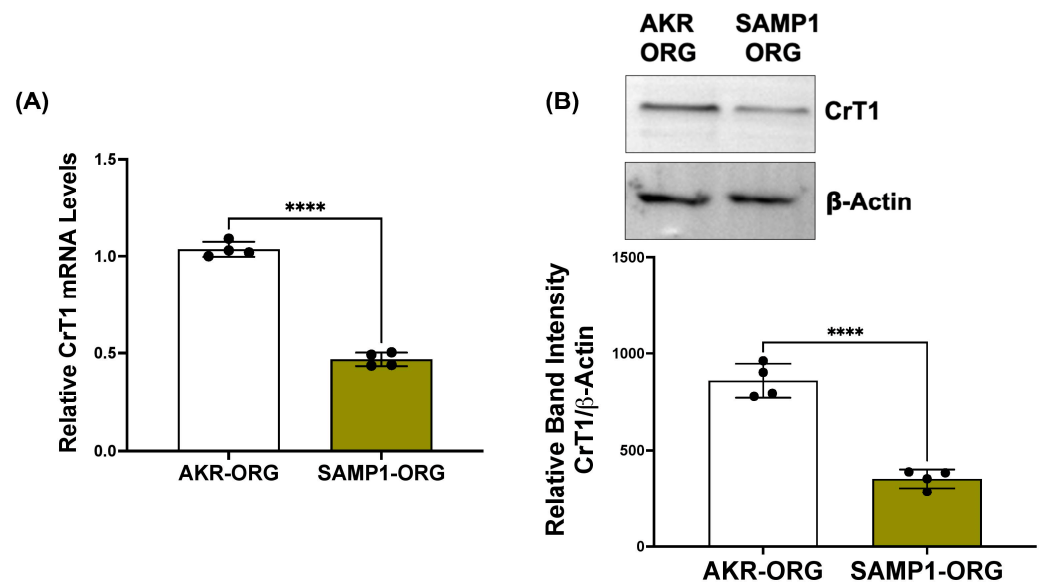 (A)
Relative CrT1 mRNA Levels
1.5
1.0
0.5
0.0
****
AKR-ORG SAMP1-ORG
(B)
AKR SAMP1
ORG ORG
CrT1
β-Actin
Relative Band Intensity
CrT1/β-Actin
1500
1000
500
0
****
AKR-ORG SAMP1-ORG